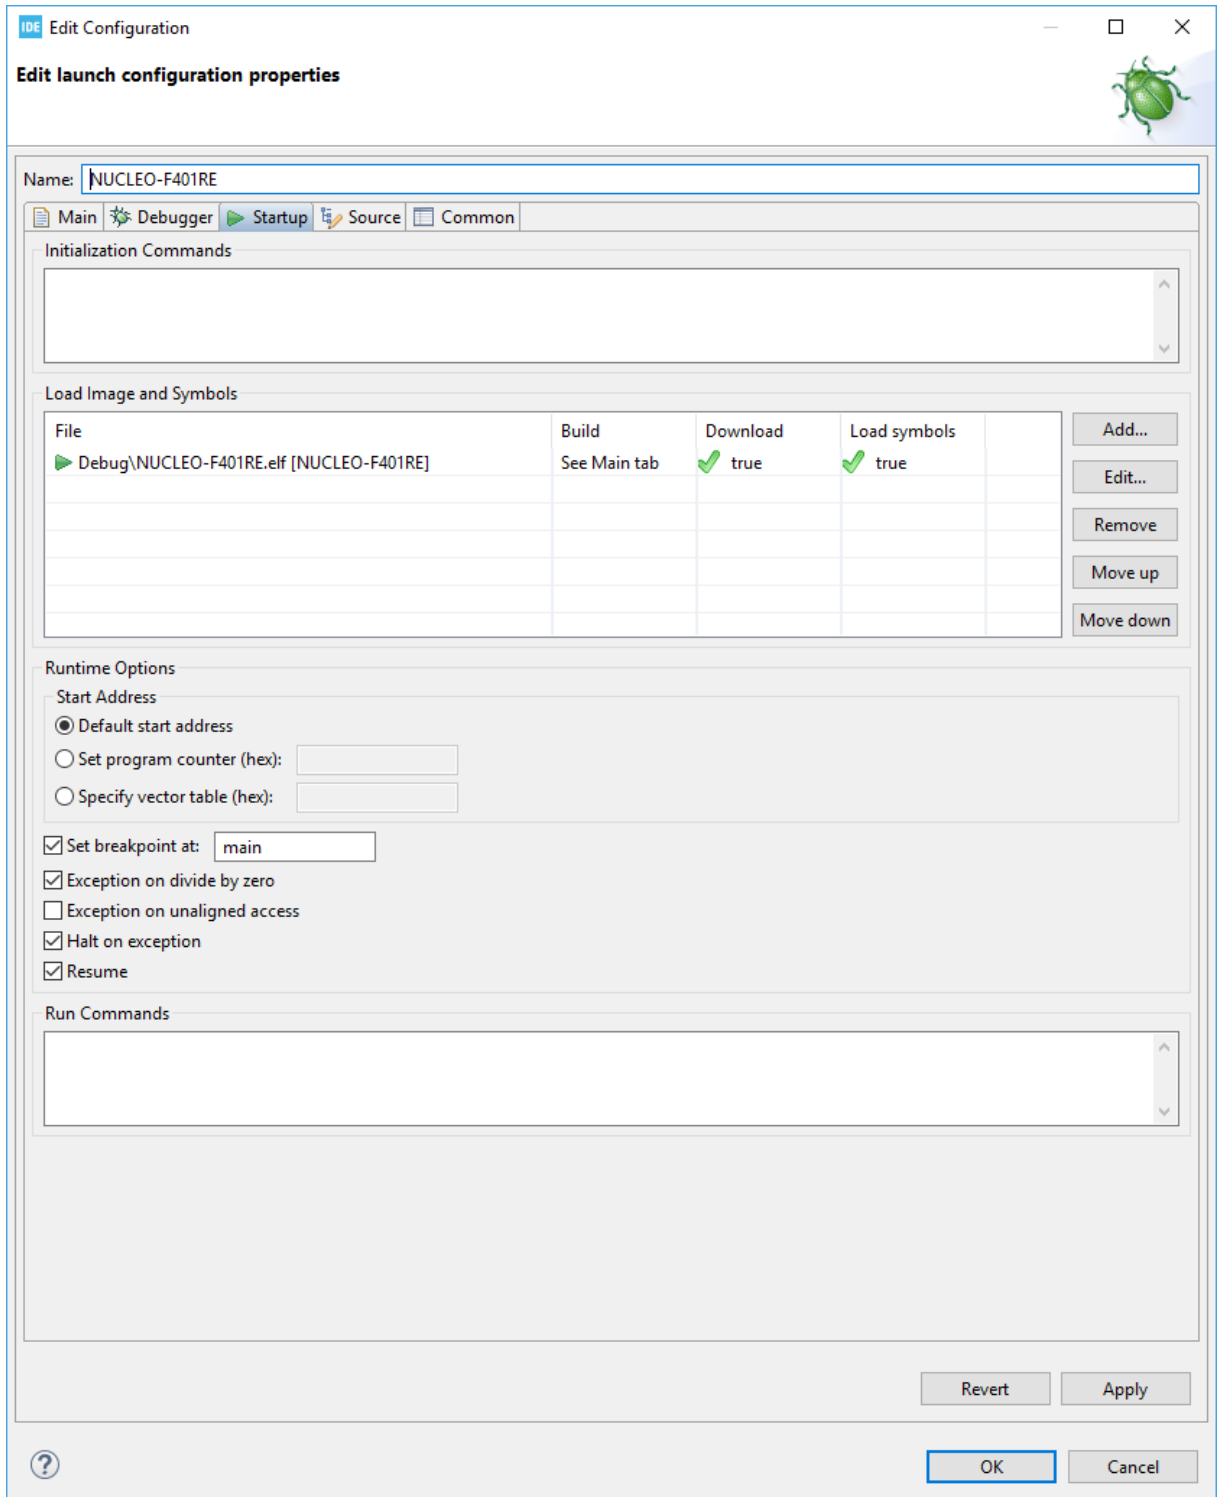 IDE Edit Configuration
Edit launch configuration properties
Name: NUCLEO-F401RE
Main Debugger Startup Source Common
Initialization Commands
Load Image and Symbols
File Build Download Load symbols
Debug\NUCLEO-F401RE.elf [NUCLEO-F401RE] See Main tab true true
Add...
Edit...
Remove
Move up
Move down
Runtime Options
Start Address
Default start address
Set program counter (hex):
Specify vector table (hex):
Set breakpoint at: main
Exception on divide by zero
Exception on unaligned access
Halt on exception
Resume
Run Commands
Revert Apply
? OK Cancel